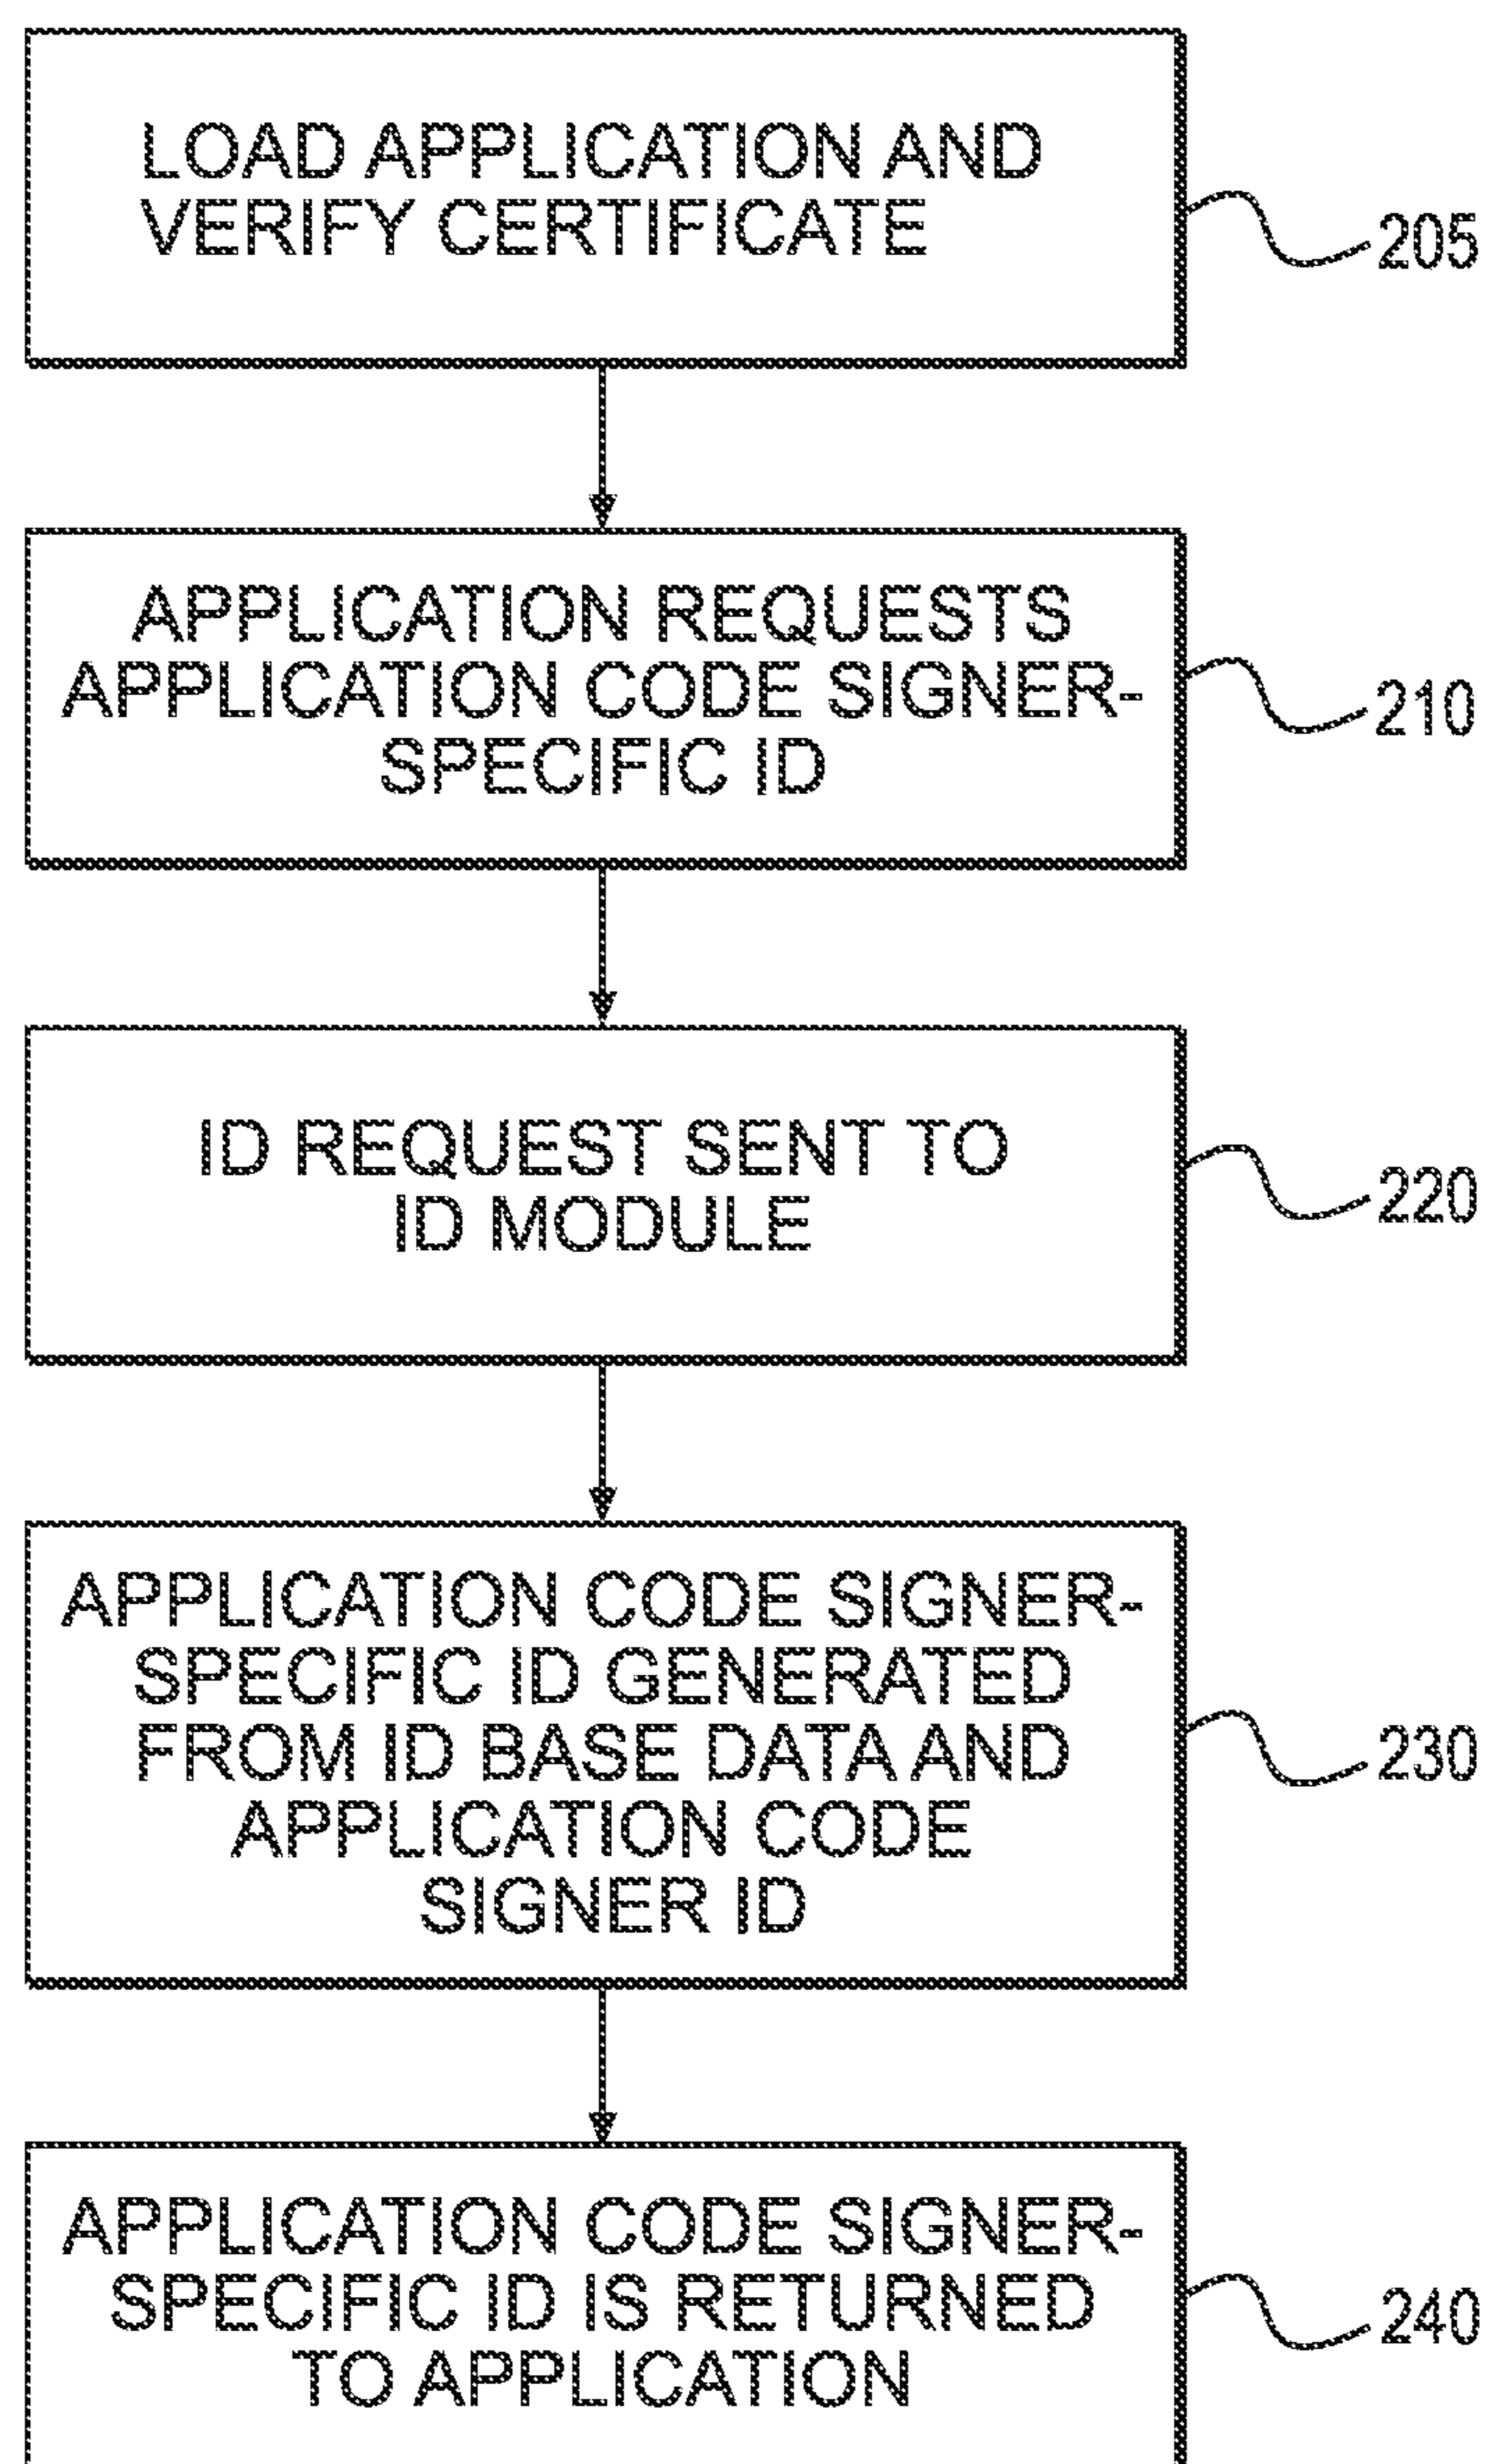 LOAD APPLICATION AND
VERIFY CERTIFICATE
205
APPLICATION REQUESTS
APPLICATION CODE SIGNER-
SPECIFIC ID
210
ID REQUEST SENT TO
ID MODULE
220
APPLICATION CODE SIGNER-
SPECIFIC ID GENERATED
FROM ID BASE DATA AND
APPLICATION CODE
SIGNER ID
230
APPLICATION CODE SIGNER-
SPECIFIC ID IS RETURNED
TO APPLICATION
240